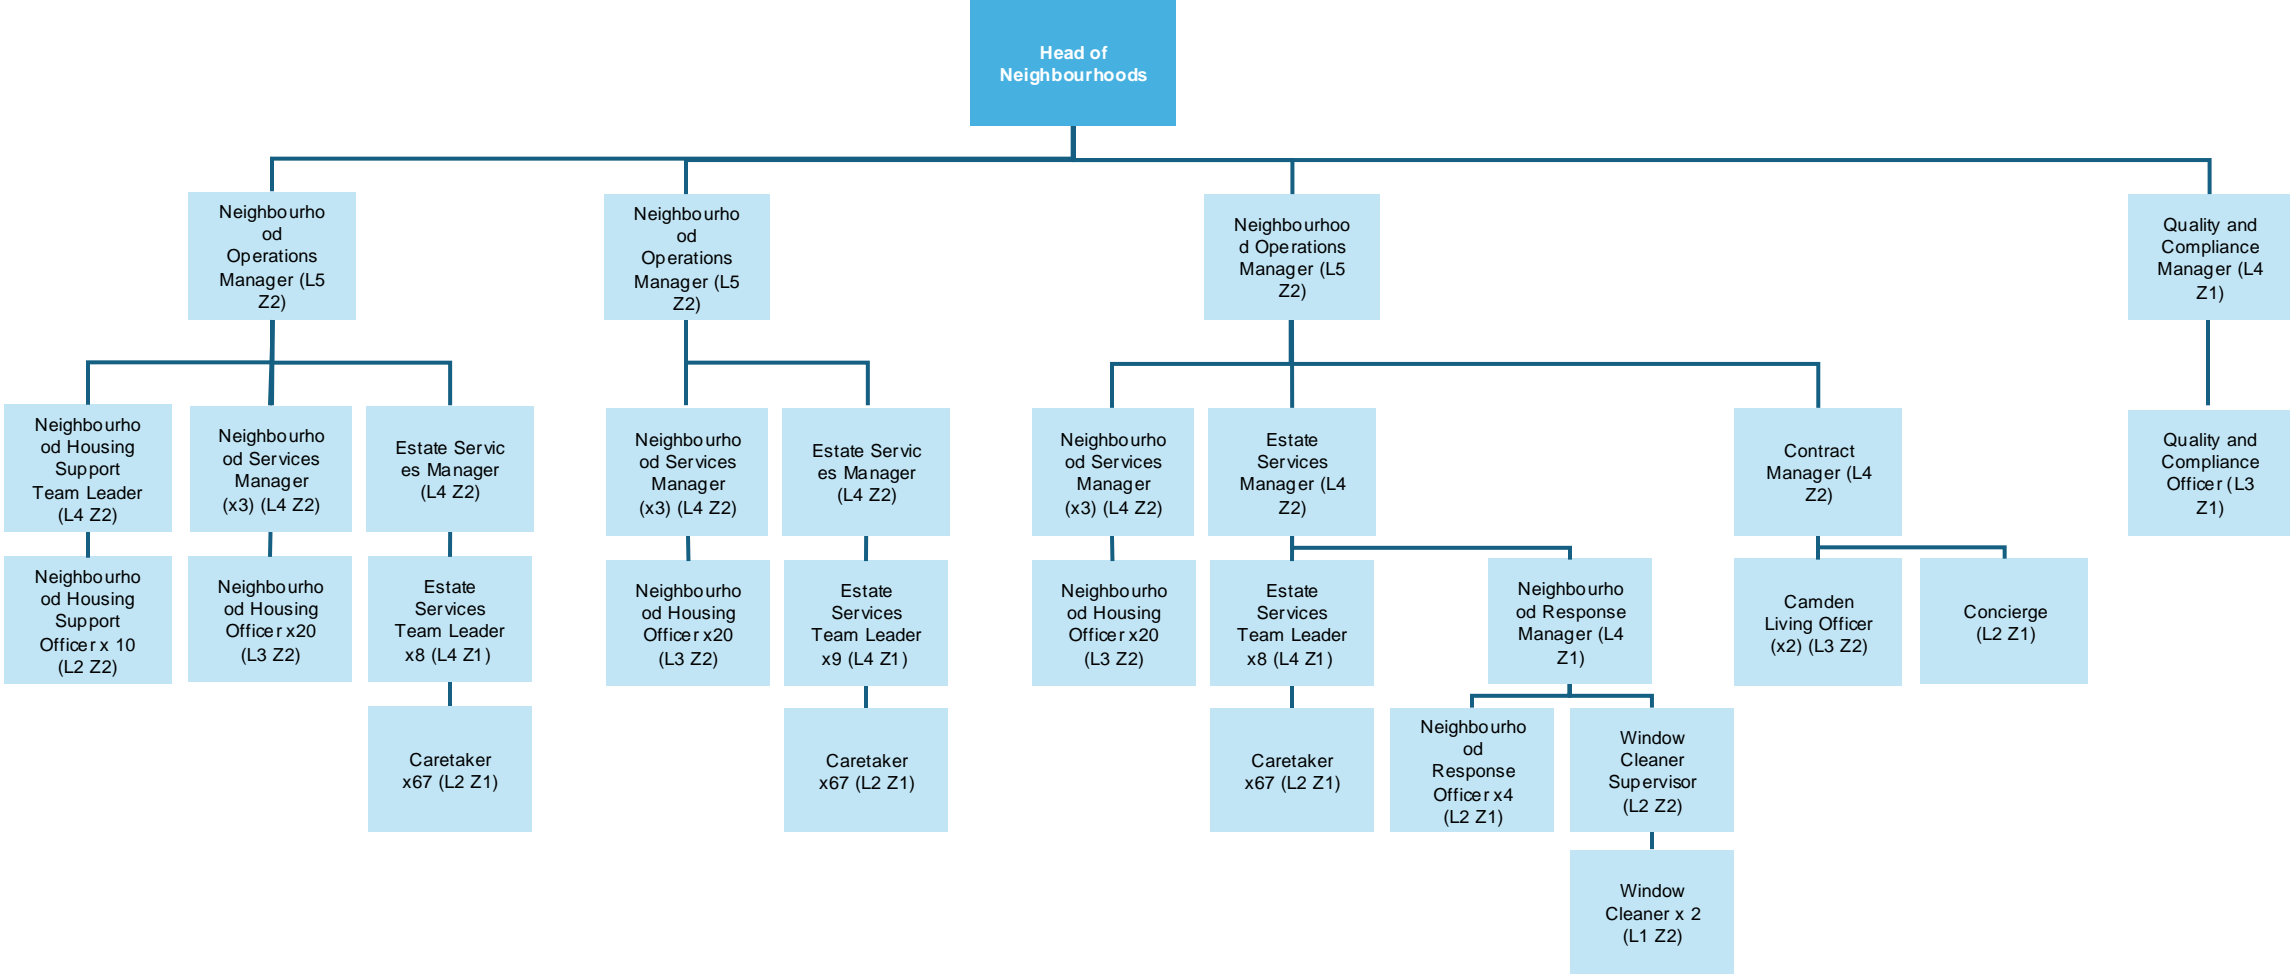 Head of
Neighbourhoods
Neighbourho
od
Operations
Manager (L5
Z2)
Neighbourho
od
Operations
Manager (L5
Z2)
Neighbourhoo
d Operations
Manager (L5
Z2)
Quality and
Compliance
Manager (L4
Z1)
Neighbourho
od Housing
Support
Team Leader
(L4 Z2)
Neighbourho
od Services
Manager
(x3) (L4 Z2)
Estate Servic
es Manager
(L4 Z2)
Neighbourho
od Services
Manager
(x3) (L4 Z2)
Estate Servic
es Manager
(L4 Z2)
Neighbourho
od Services
Manager
(x3) (L4 Z2)
Estate
Services
Manager (L4
Z2)
Contract
Manager (L4
Z2)
Quality and
Compliance
Officer (L3
Z1)
Neighbourho
od Housing
Support
Officer x 10
(L2 Z2)
Neighbourho
od Housing
Officer x20
(L3 Z2)
Estate
Services
Team Leader
x8 (L4 Z1)
Neighbourho
od Housing
Officer x20
(L3 Z2)
Estate
Services
Team Leader
x9 (L4 Z1)
Neighbourho
od Housing
Officer x20
(L3 Z2)
Estate
Services
Team Leader
x8 (L4 Z1)
Neighbourho
od Response
Manager (L4
Z1)
Camden
Living Officer
(x2) (L3 Z2)
Concierge
(L2 Z1)
Caretaker
x67 (L2 Z1)
Caretaker
x67 (L2 Z1)
Caretaker
x67 (L2 Z1)
Neighbourho
od
Response
Officer x4
(L2 Z1)
Window
Cleaner
Supervisor
(L2 Z2)
Window
Cleaner x 2
(L1 Z2)